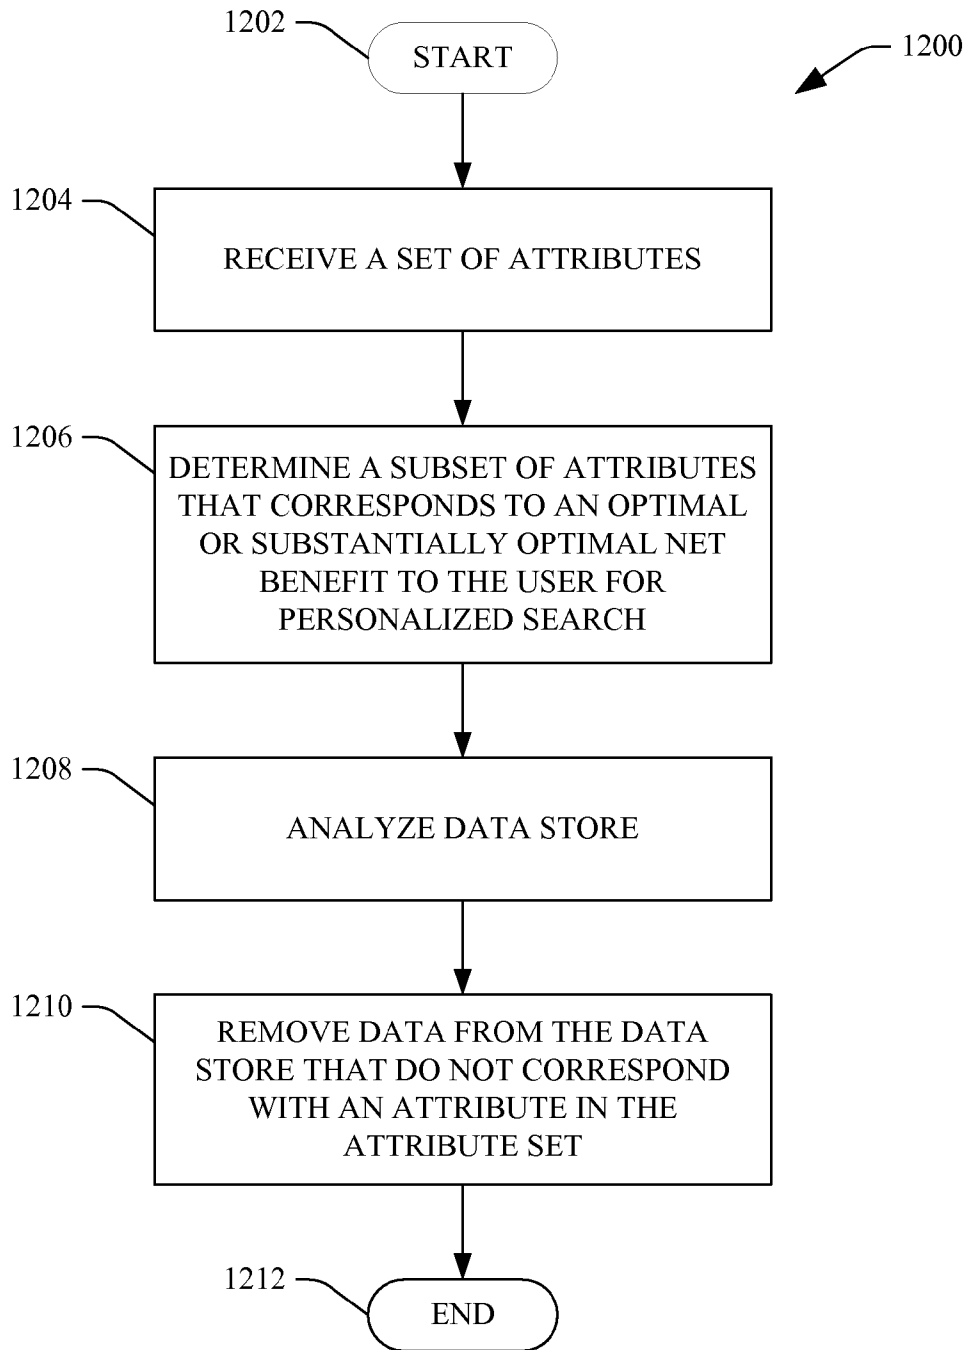 1202
START
1200
1204
RECEIVE A SET OF ATTRIBUTES
1206
DETERMINE A SUBSET OF ATTRIBUTES
THAT CORRESPONDS TO AN OPTIMAL
OR SUBSTANTIALLY OPTIMAL NET
BENEFIT TO THE USER FOR
PERSONALIZED SEARCH
1208
ANALYZE DATA STORE
1210
REMOVE DATA FROM THE DATA
STORE THAT DO NOT CORRESPOND
WITH AN ATTRIBUTE IN THE
ATTRIBUTE SET
1212
END